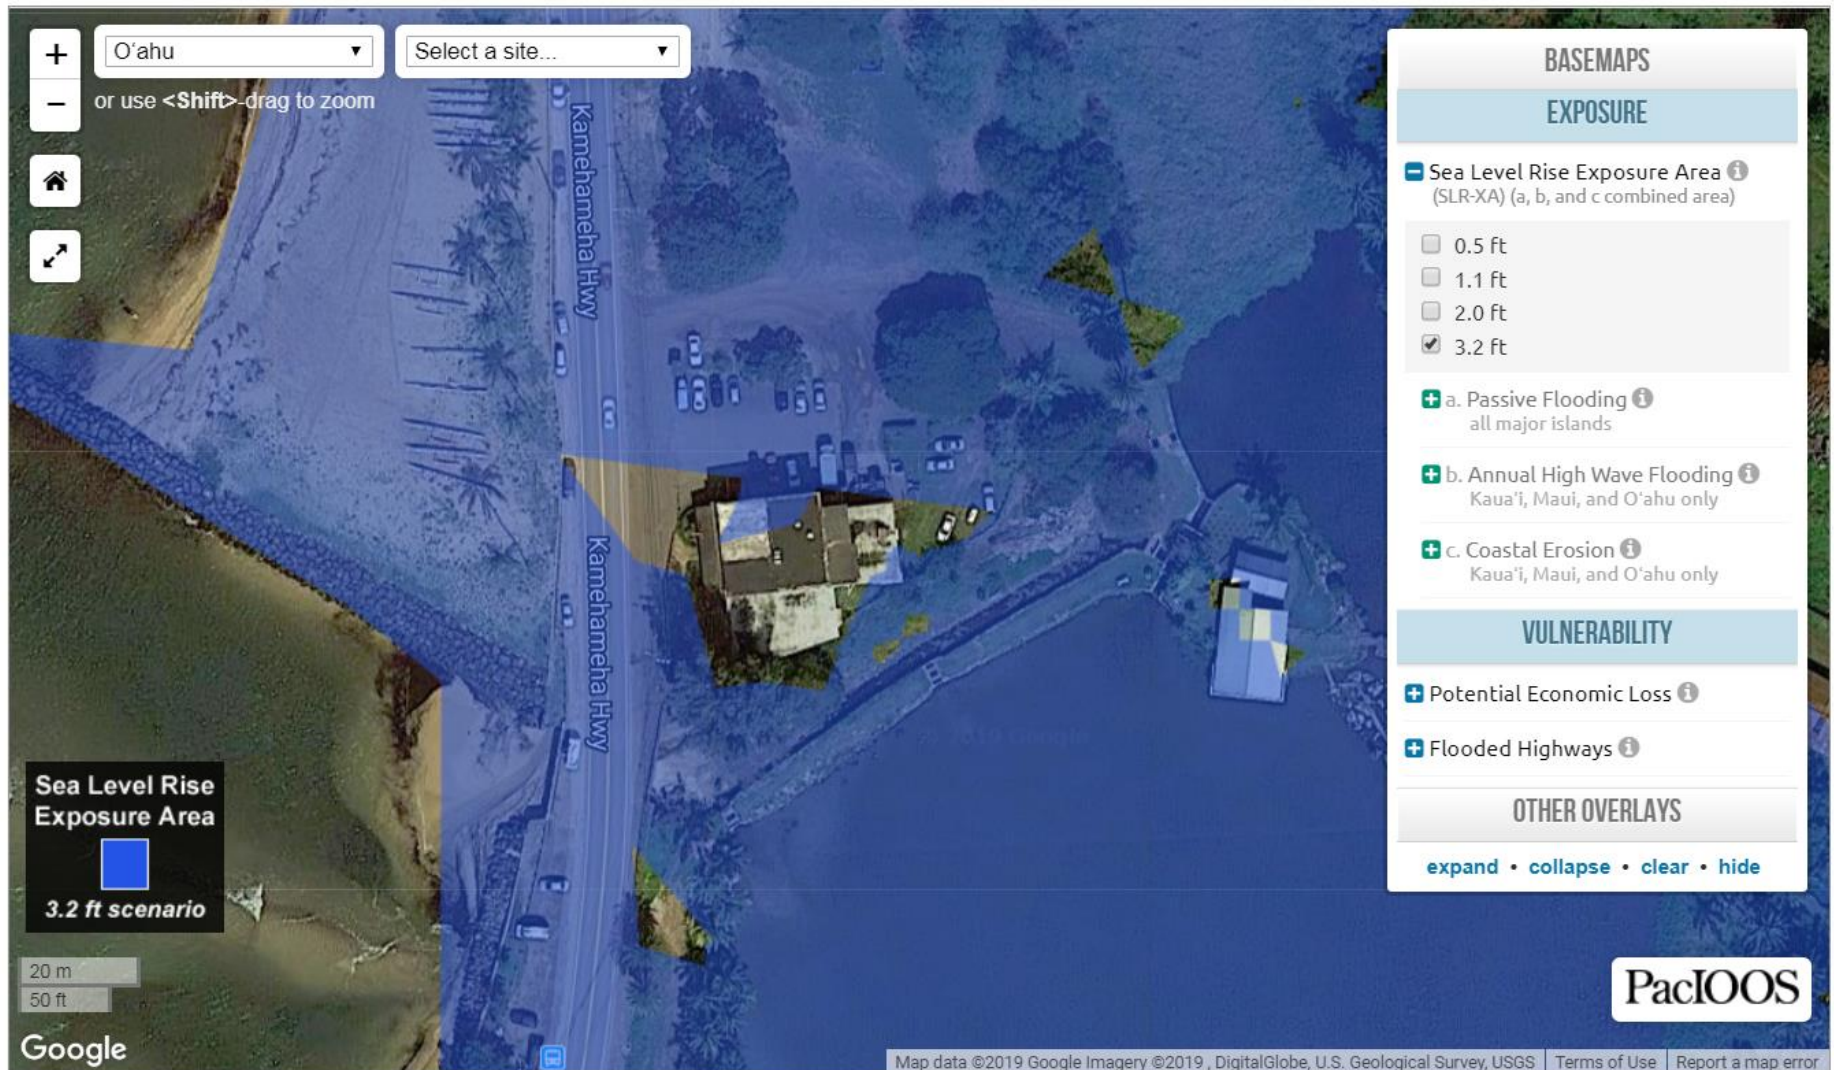 +
−
Oʻahu
Select a site...
or use <Shift>-drag to zoom
Kamehameha Hwy
Kamehameha Hwy
BASEMAPS
EXPOSURE
Sea Level Rise Exposure Area
(SLR-XA) (a, b, and c combined area)
0.5 ft
1.1 ft
2.0 ft
3.2 ft
a. Passive Flooding
all major islands
b. Annual High Wave Flooding
Kauaʻi, Maui, and Oʻahu only
c. Coastal Erosion
Kauaʻi, Maui, and Oʻahu only
VULNERABILITY
Potential Economic Loss
Flooded Highways
OTHER OVERLAYS
expand • collapse • clear • hide
Sea Level Rise
Exposure Area
3.2 ft scenario
20 m
50 ft
Google
PacIOOS
Map data ©2019 Google Imagery ©2019 , DigitalGlobe, U.S. Geological Survey, USGS
Terms of Use
Report a map error